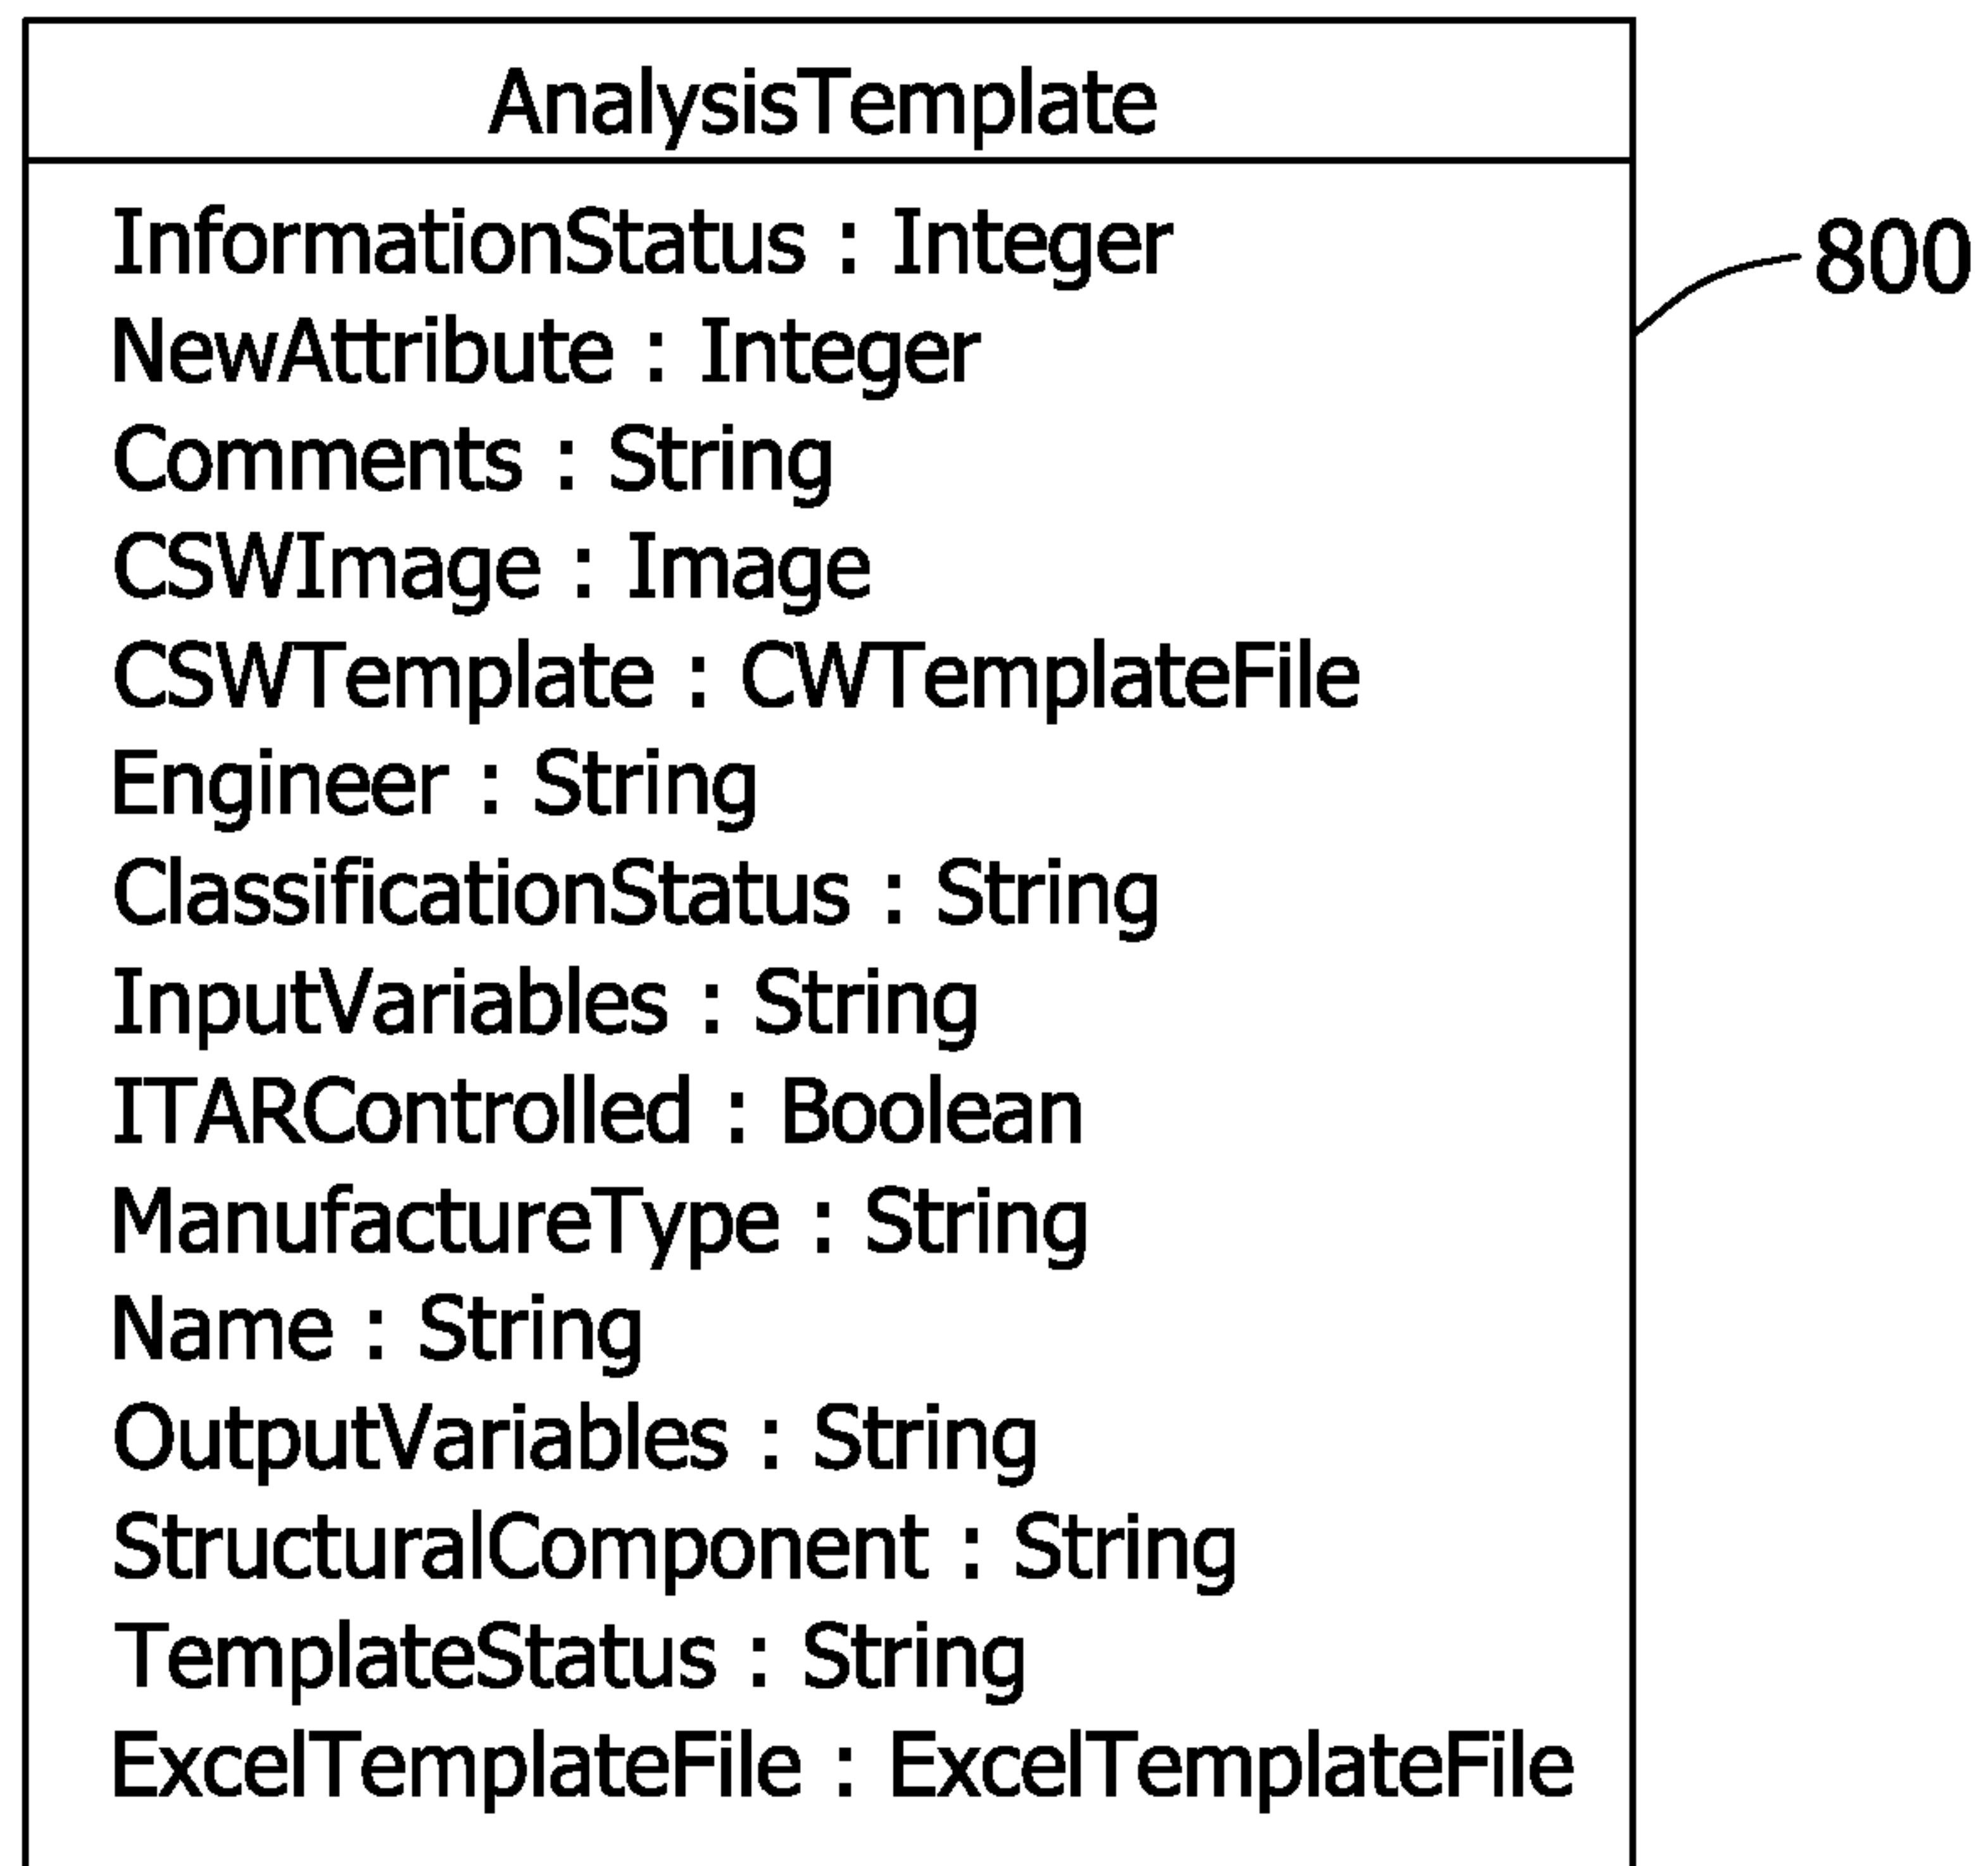 AnalysisTemplate
InformationStatus : Integer
800
NewAttribute : Integer
Comments : String
CSWImage : Image
CSWTemplate : CWTemplateFile
Engineer : String
ClassificationStatus : String
InputVariables : String
ITARControlled : Boolean
ManufactureType : String
Name : String
OutputVariables : String
StructuralComponent : String
TemplateStatus : String
ExcelTemplateFile : ExcelTemplateFile